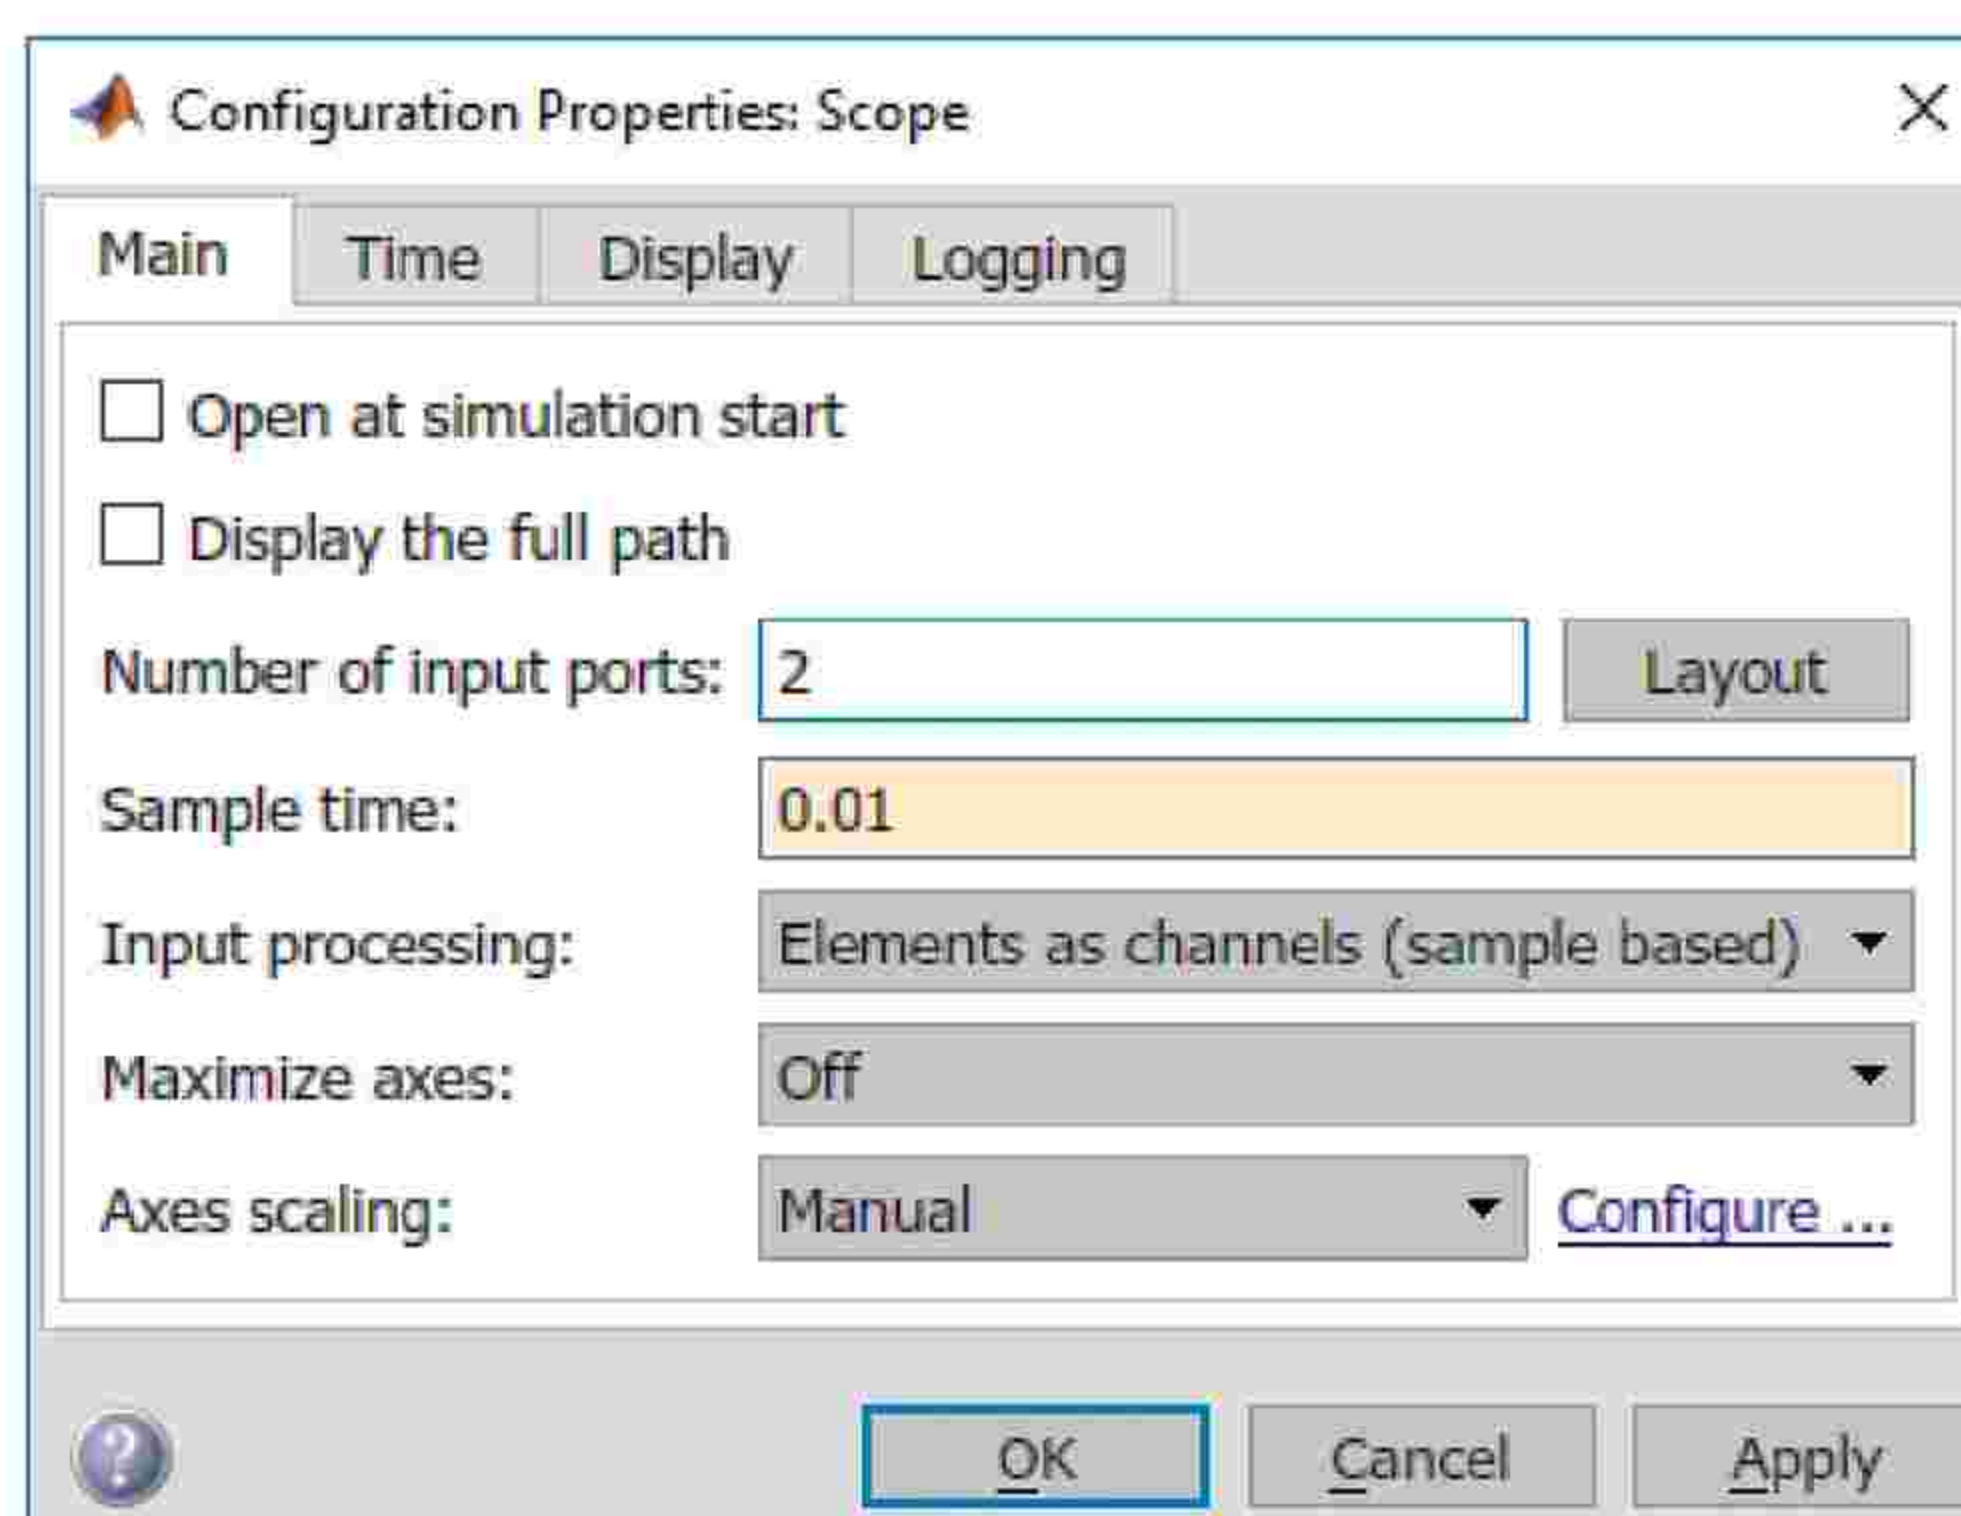 Configuration Properties: Scope
Main Time Display Logging
Open at simulation start
Display the full path
Number of input ports: 2 Layout
Sample time: 0.01
Input processing: Elements as channels (sample based)
Maximize axes: Off
Axes scaling: Manual Configure ...
? OK Cancel Apply